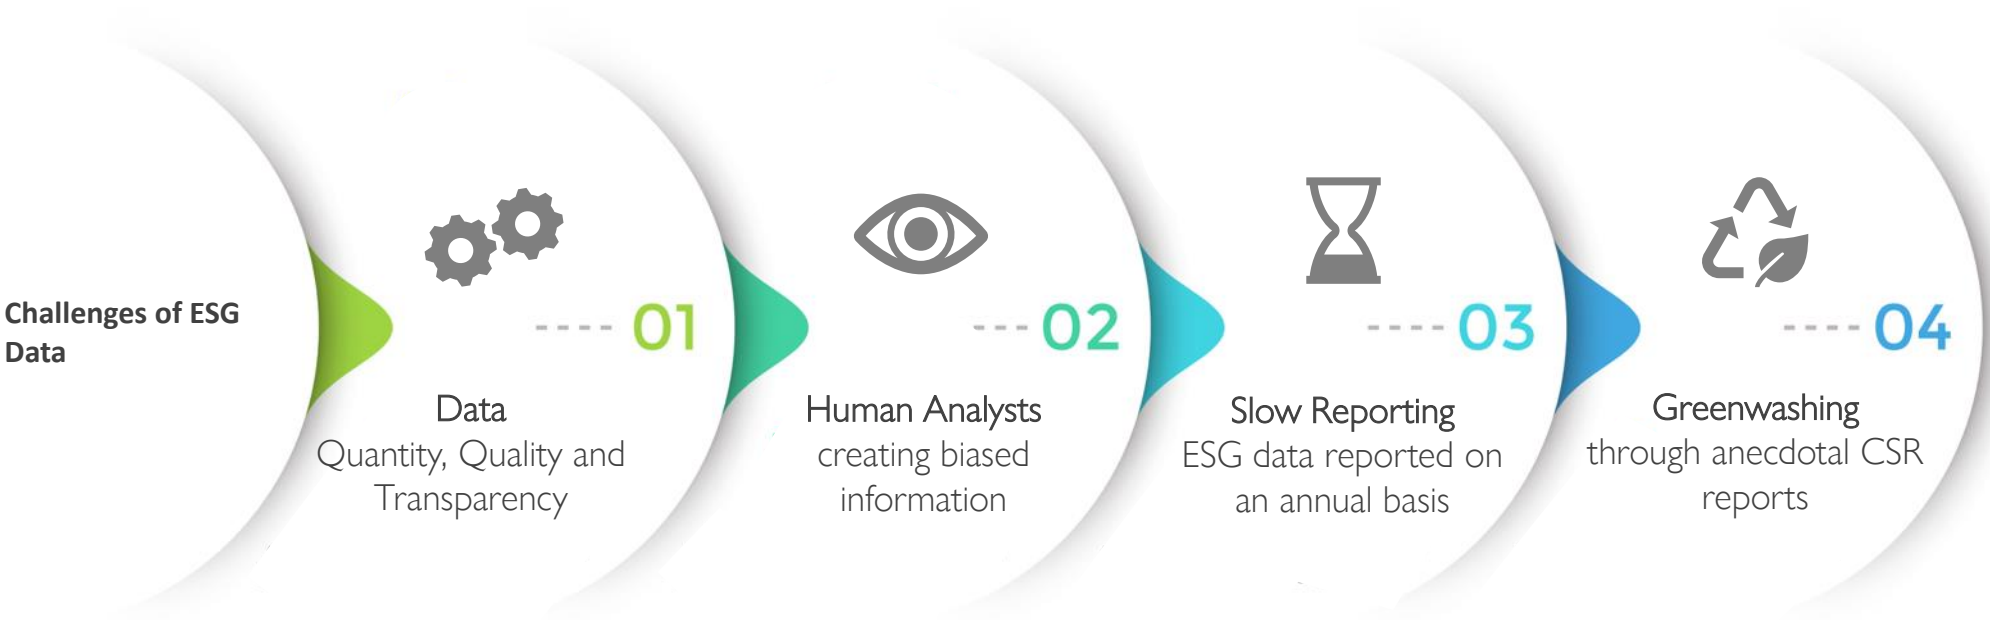 Challenges of ESG
Data
01
Data
Quantity, Quality and
Transparency
02
Human Analysts
creating biased
information
03
Slow Reporting
ESG data reported on
an annual basis
04
Greenwashing
through anecdotal CSR
reports